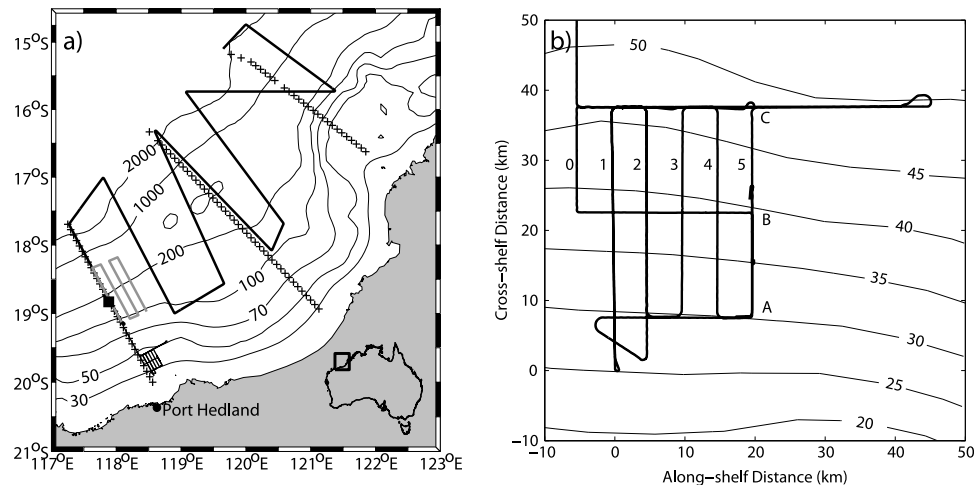 a)
15°S
16°S
17°S
18°S
19°S
20°S
21°S
117°E
118°E
119°E
120°E
121°E
122°E
123°E
2000
1000
200
100
70
50
30
Port Hedland
b)
50
40
30
20
10
0
−10
Cross−shelf Distance (km)
−10
0
10
20
30
40
50
Along−shelf Distance (km)
50
45
40
35
30
25
20
0
1
2
3
4
5
C
B
A